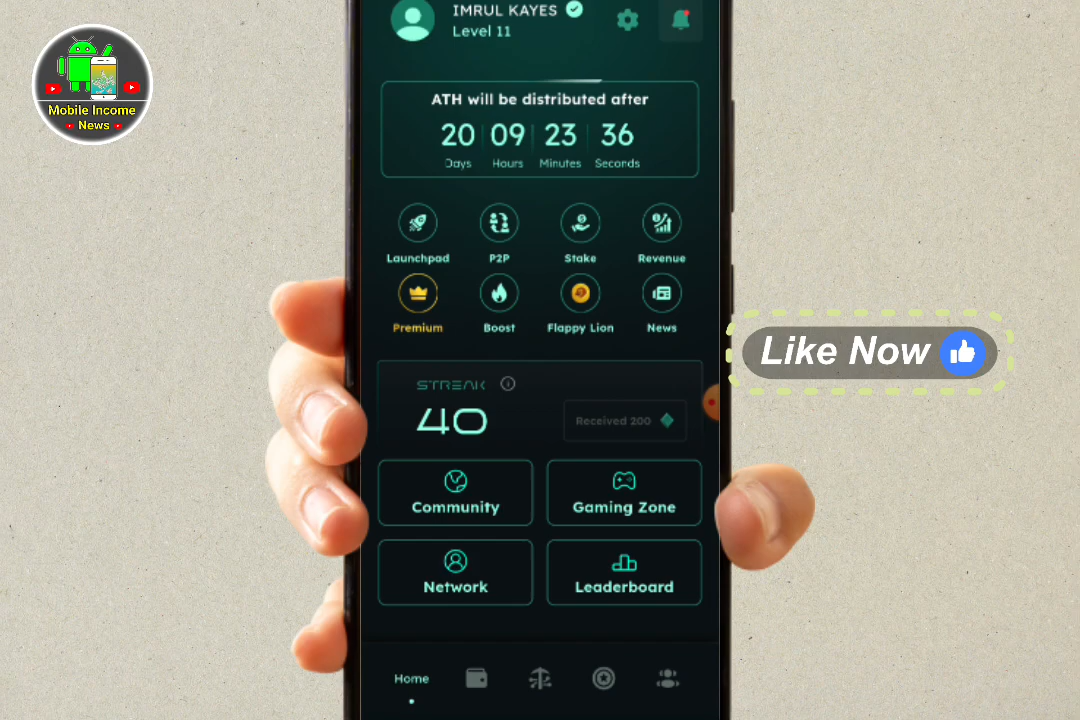 IMRUL KAYES
Level 11
Mobile Income
News
ATH will be distributed after
20 09 23 36
Days Hours Minutes Seconds
Launchpad P2P Stake Revenue
Premium Boost Flappy Lion News
Like Now
STREAK
40
Received 200
Community Gaming Zone
Network Leaderboard
Home